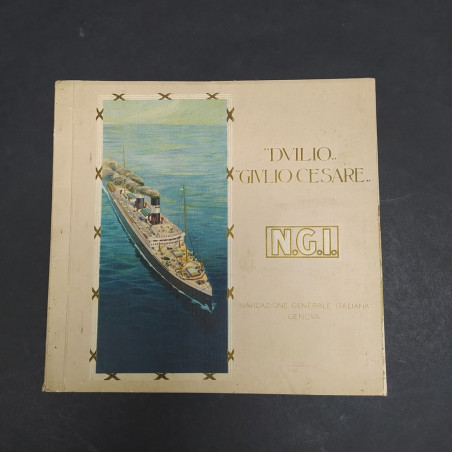 "DVILIO„
"GIVLIO CESARE„
N.G.I.
NAVIGAZIONE GENERALE ITALIANA
GENOVA